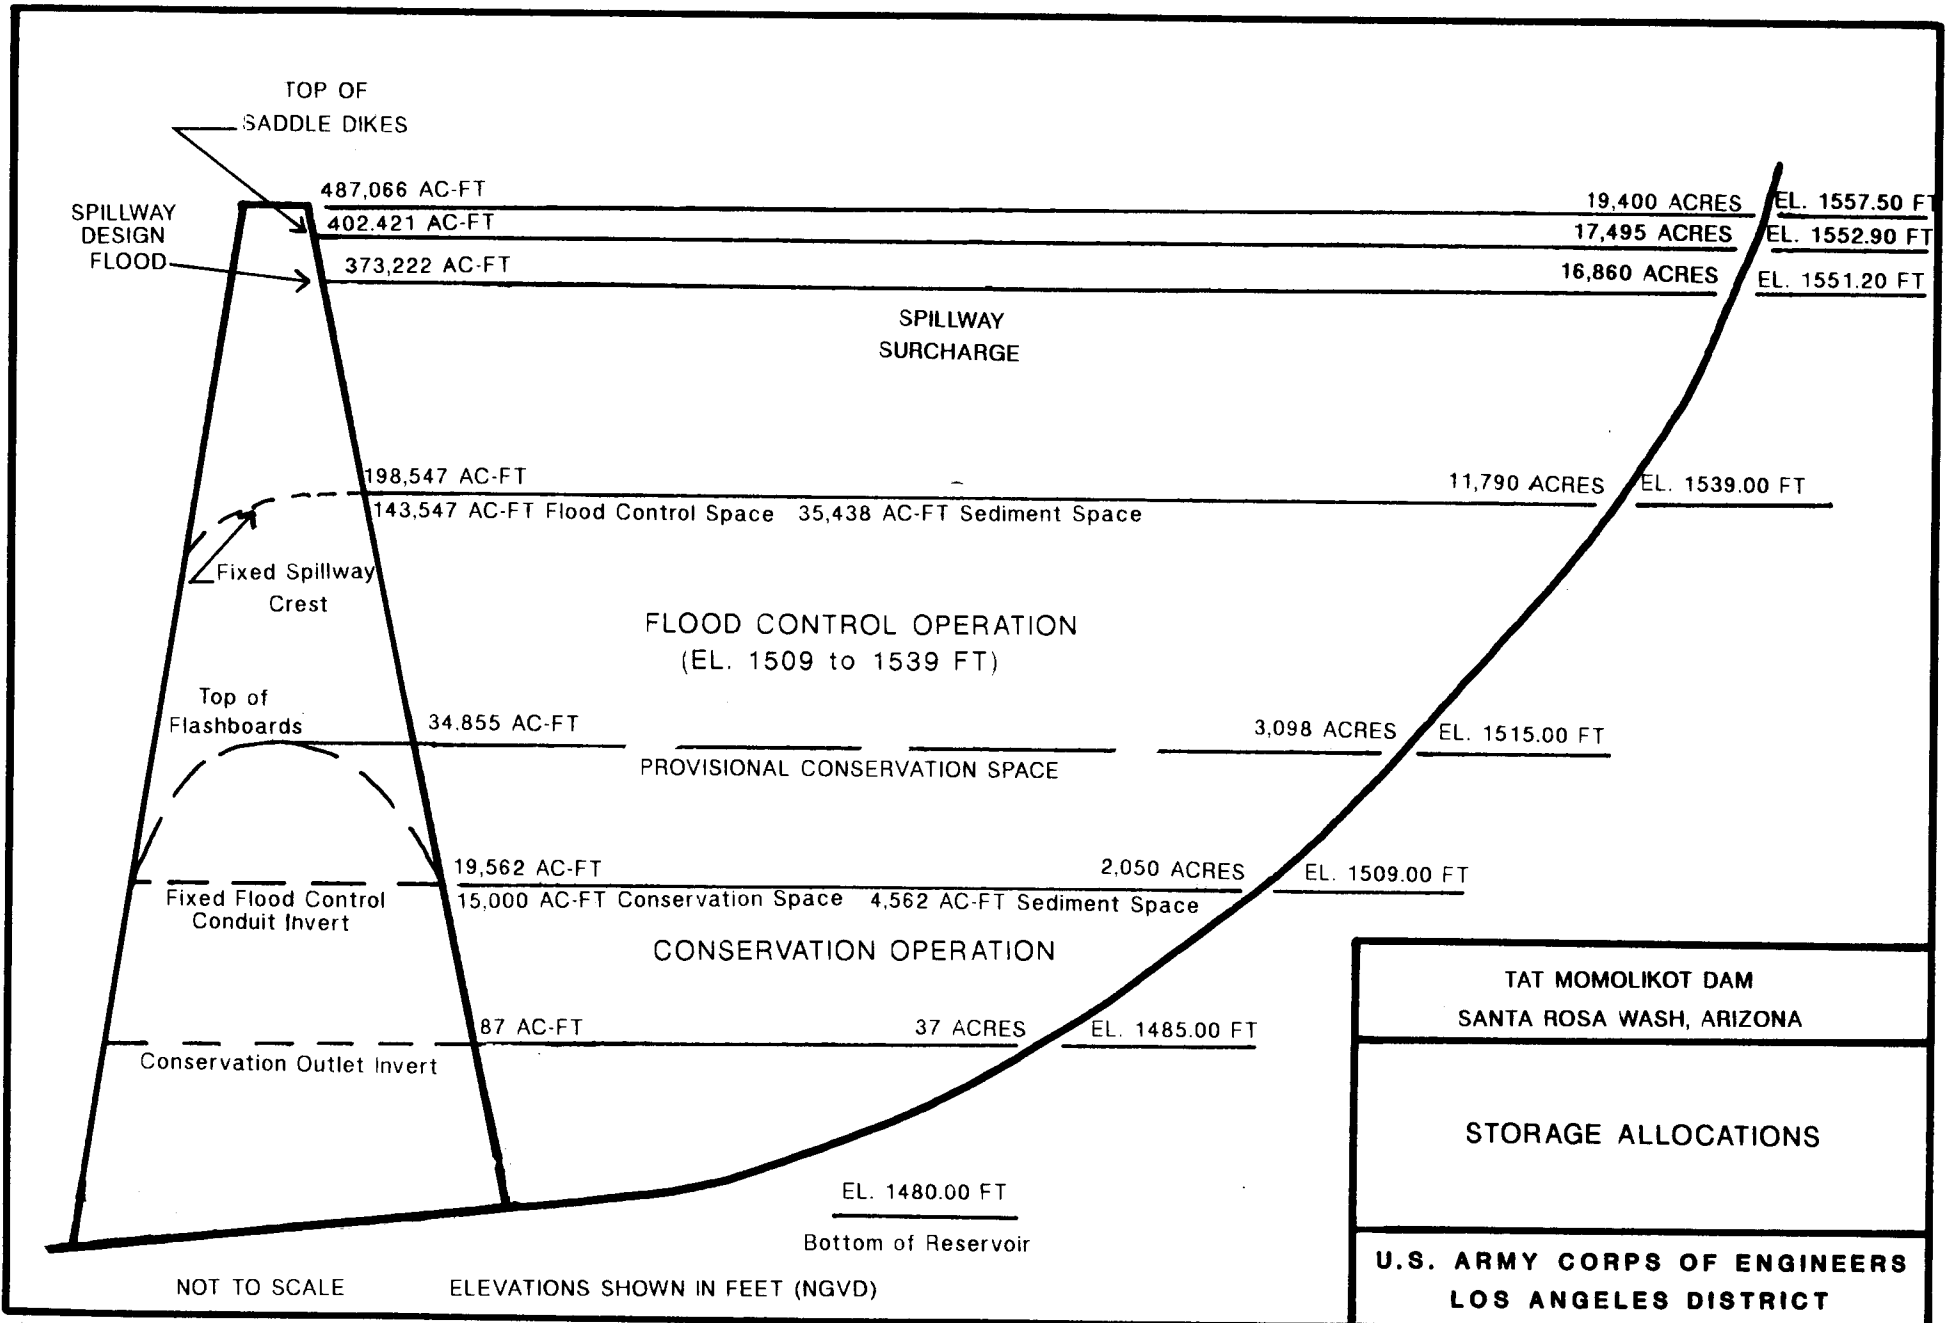 TOP OF
SADDLE DIKES
487,066 AC-FT
19,400 ACRES
EL. 1557.50 FT
SPILLWAY
DESIGN
FLOOD
402.421 AC-FT
17,495 ACRES
EL. 1552.90 FT
373,222 AC-FT
16,860 ACRES
EL. 1551.20 FT
SPILLWAY
SURCHARGE
198,547 AC-FT
11,790 ACRES
EL. 1539.00 FT
143,547 AC-FT Flood Control Space 35,438 AC-FT Sediment Space
Fixed Spillway
Crest
FLOOD CONTROL OPERATION
(EL. 1509 to 1539 FT)
Top of
Flashboards
34.855 AC-FT
3,098 ACRES
EL. 1515.00 FT
PROVISIONAL CONSERVATION SPACE
19,562 AC-FT
2,050 ACRES
EL. 1509.00 FT
Fixed Flood Control
Conduit Invert
15,000 AC-FT Conservation Space 4,562 AC-FT Sediment Space
CONSERVATION OPERATION
87 AC-FT
37 ACRES
EL. 1485.00 FT
Conservation Outlet Invert
EL. 1480.00 FT
Bottom of Reservoir
NOT TO SCALE
ELEVATIONS SHOWN IN FEET (NGVD)
TAT MOMOLIKOT DAM
SANTA ROSA WASH, ARIZONA
STORAGE ALLOCATIONS
U.S. ARMY CORPS OF ENGINEERS
LOS ANGELES DISTRICT